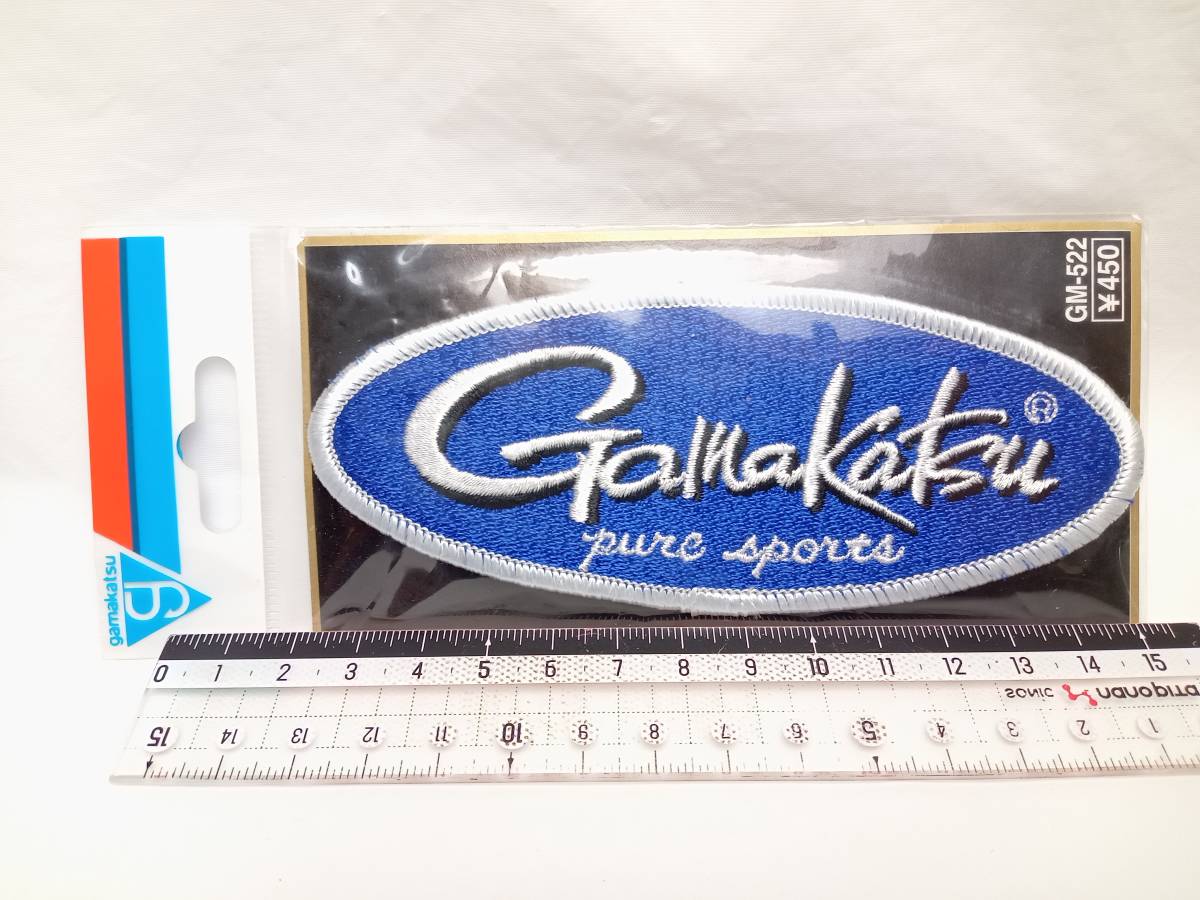 GM-522
¥450
Gamakatsu®
pure sports
gamakatsu
0 1 2 3 4 5 6 7 8 9 10 11 12 13 14 15
sonic nanopita
15 14 13 12 11 10 9 8 7 6 5 4 3 2 1